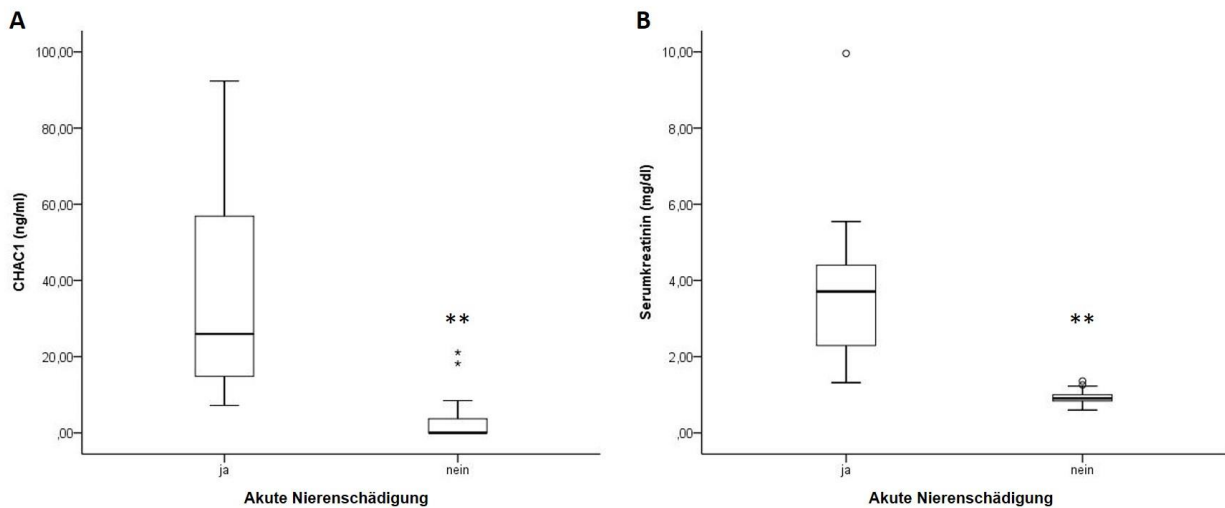 A
CHAC1 (ng/ml)
100,00
80,00
60,00
40,00
20,00
,00
**
*
*
ja
nein
Akute Nierenschädigung
B
Serumkreatinin (mg/dl)
10,00
8,00
6,00
4,00
2,00
,00
**
ja
nein
Akute Nierenschädigung